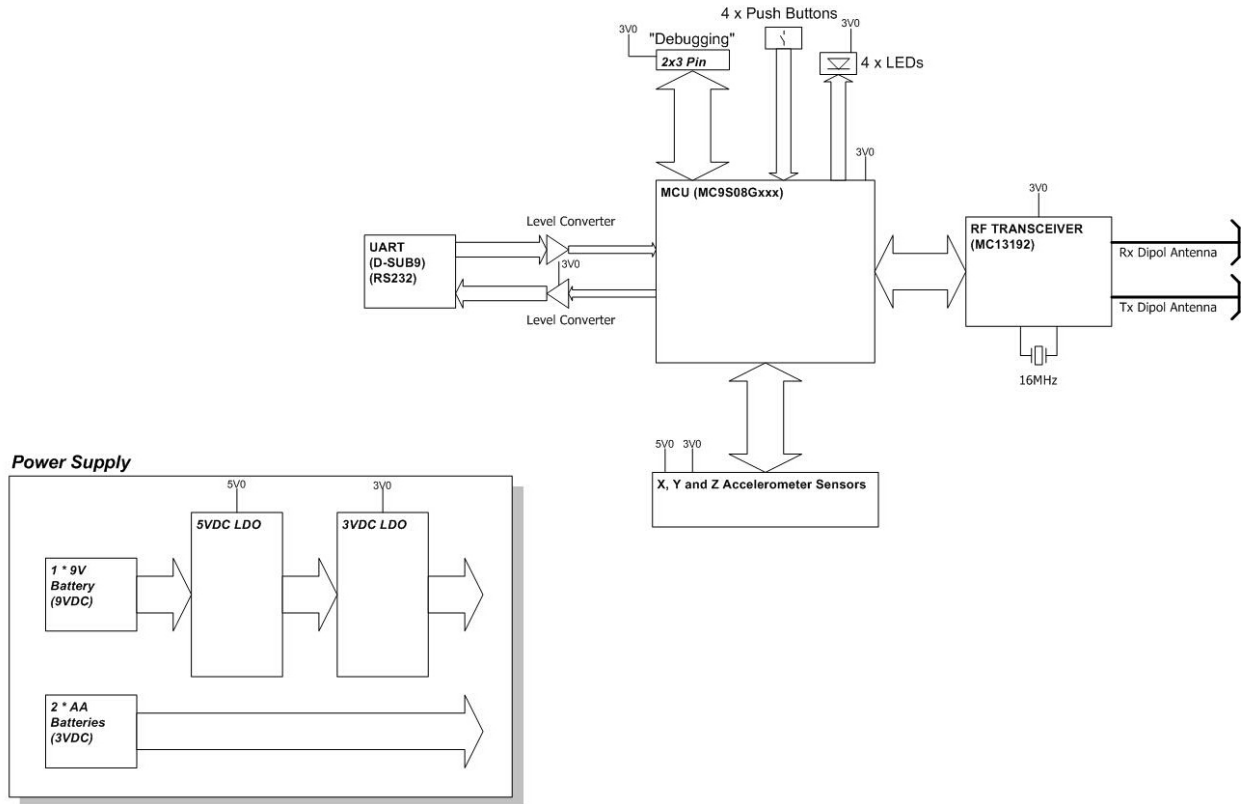 4 x Push Buttons
3V0
"Debugging"
3V0
2x3 Pin
4 x LEDs
3V0
MCU (MC9S08Gxxx)
3V0
RF TRANSCEIVER
(MC13192)
Level Converter
UART
(D-SUB9)
(RS232)
3V0
Level Converter
Rx Dipol Antenna
Tx Dipol Antenna
16MHz
5V0 3V0
X, Y and Z Accelerometer Sensors
Power Supply
5V0
3V0
5VDC LDO
3VDC LDO
1 * 9V
Battery
(9VDC)
2 * AA
Batteries
(3VDC)